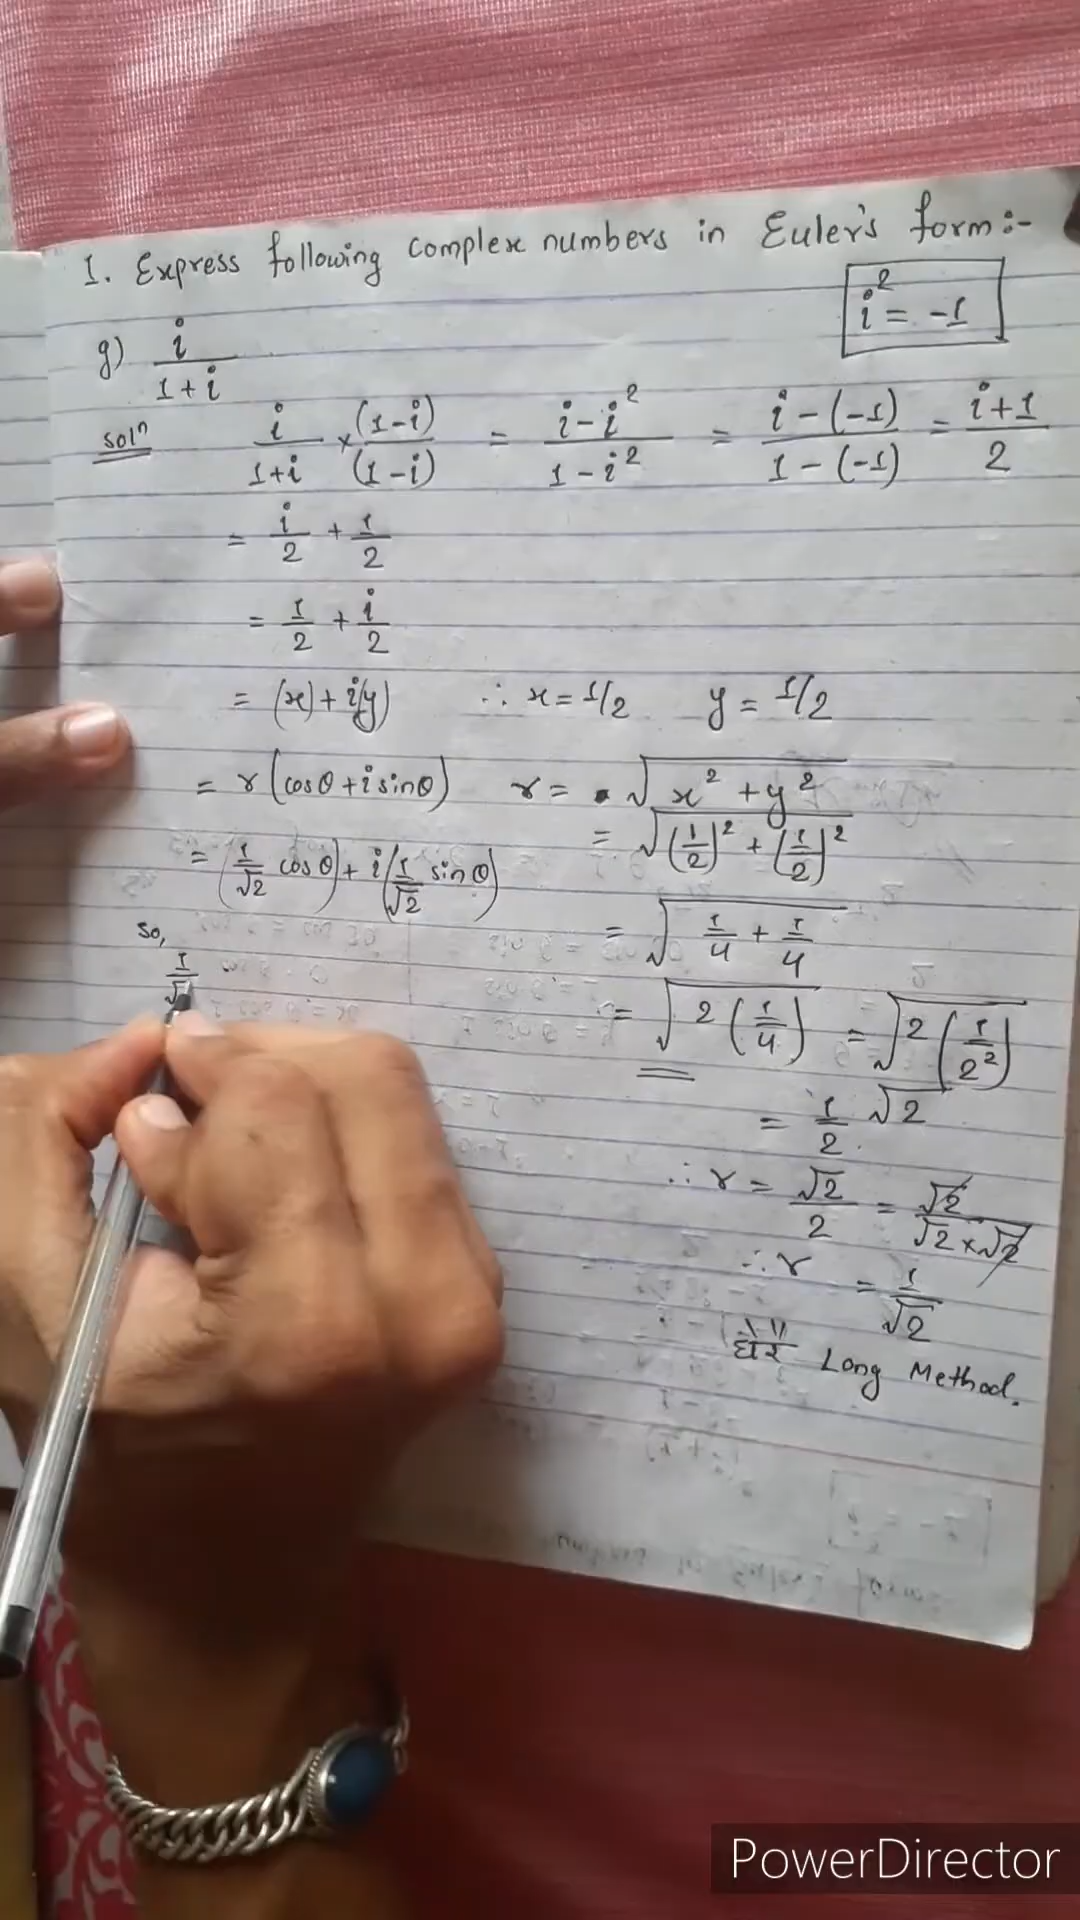 1. Express following complex numbers in Euler's form:-
i² = -1
g) i/(1+i)
solⁿ i/(1+i) × (1-i)/(1-i) = (i-i²)/(1-i²) = (i-(-1))/(1-(-1)) = (i+1)/2
= i/2 + 1/2
= 1/2 + i/2
= (x) + i(y) ∴ x = 1/2 y = 1/2
= r (cosθ + i sinθ) r = √(x² + y²)
= √((1/2)² + (1/2)²)
= (1/√2 cosθ) + i(1/√2 sinθ)
= √(1/4 + 1/4)
so,
1/√
= √(2 (1/4)) = √(2 (1/2²))
= 1/2 √2
∴ r = √2/2 = √2/(√2×√2)
∴ r = 1/√2
Long Method.
PowerDirector